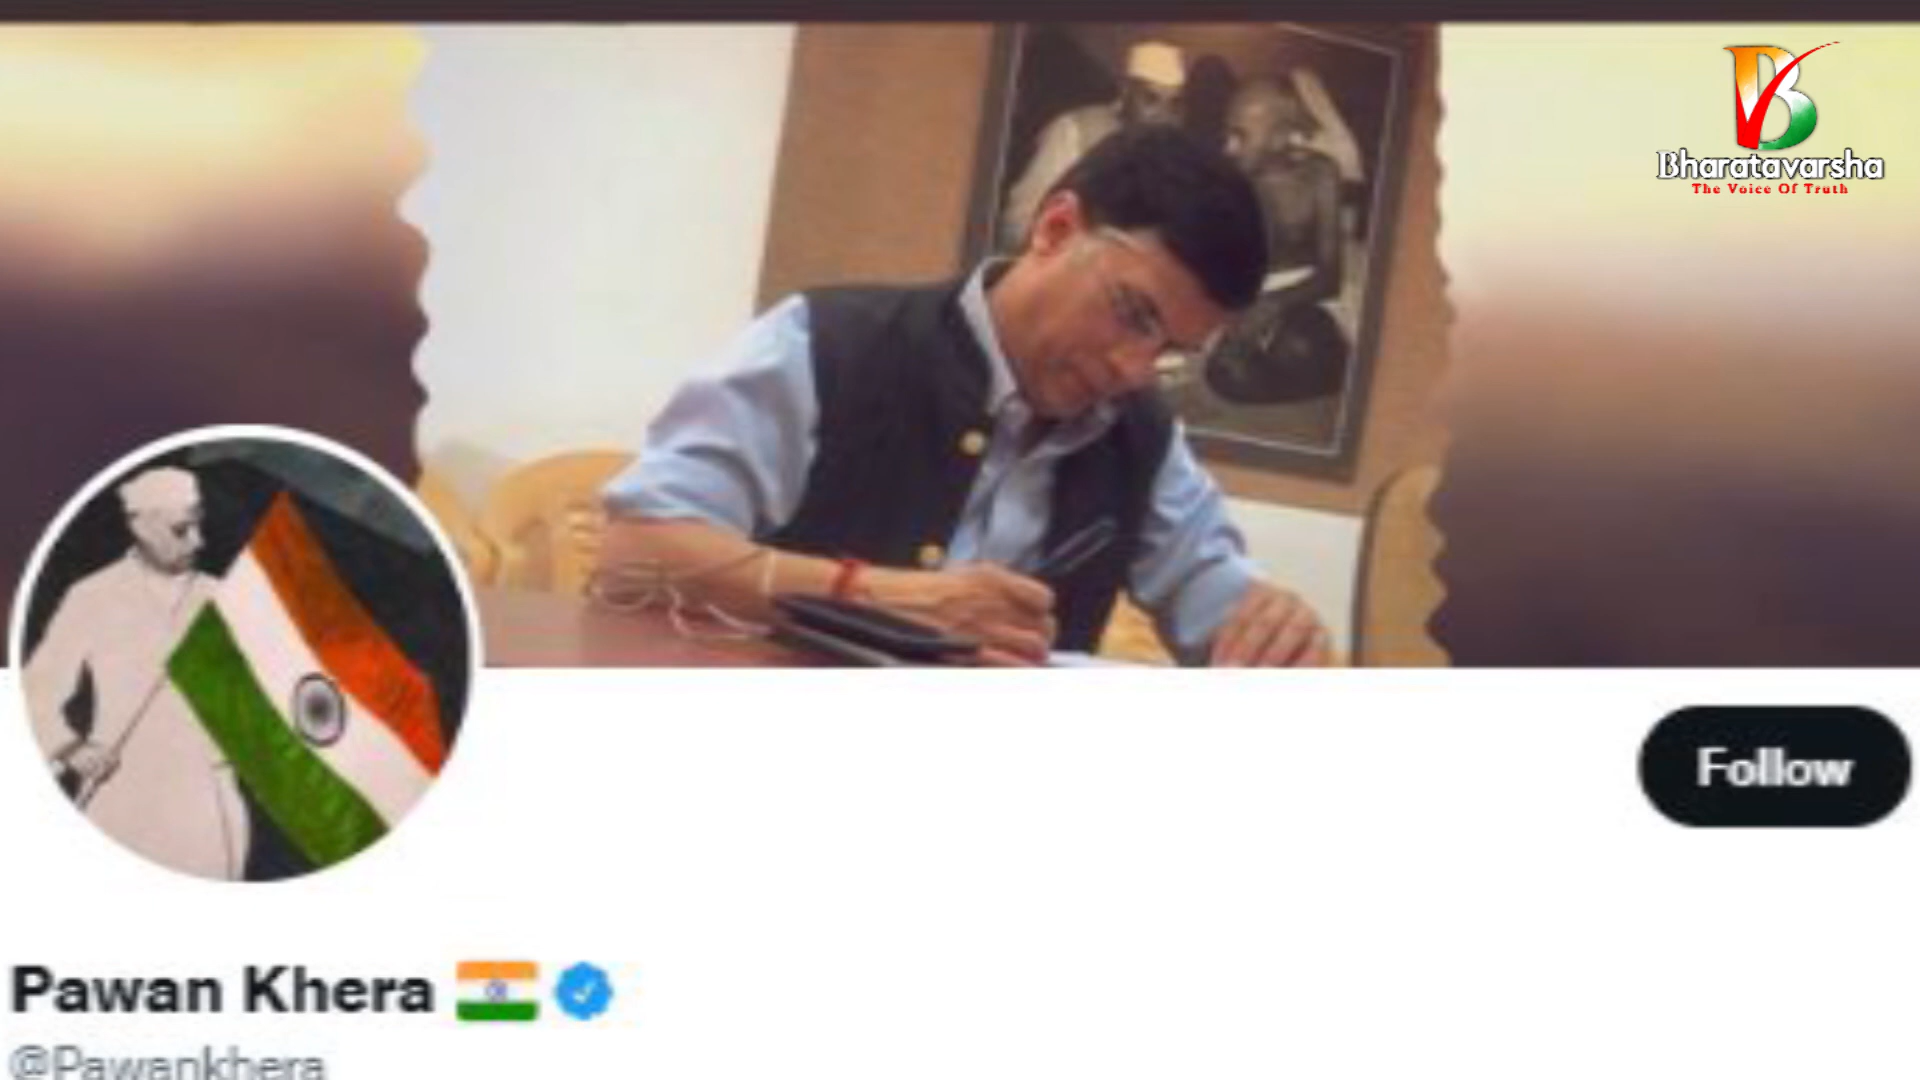 Bharatavarsha
The Voice Of Truth
Follow
Pawan Khera
@Pawankhera